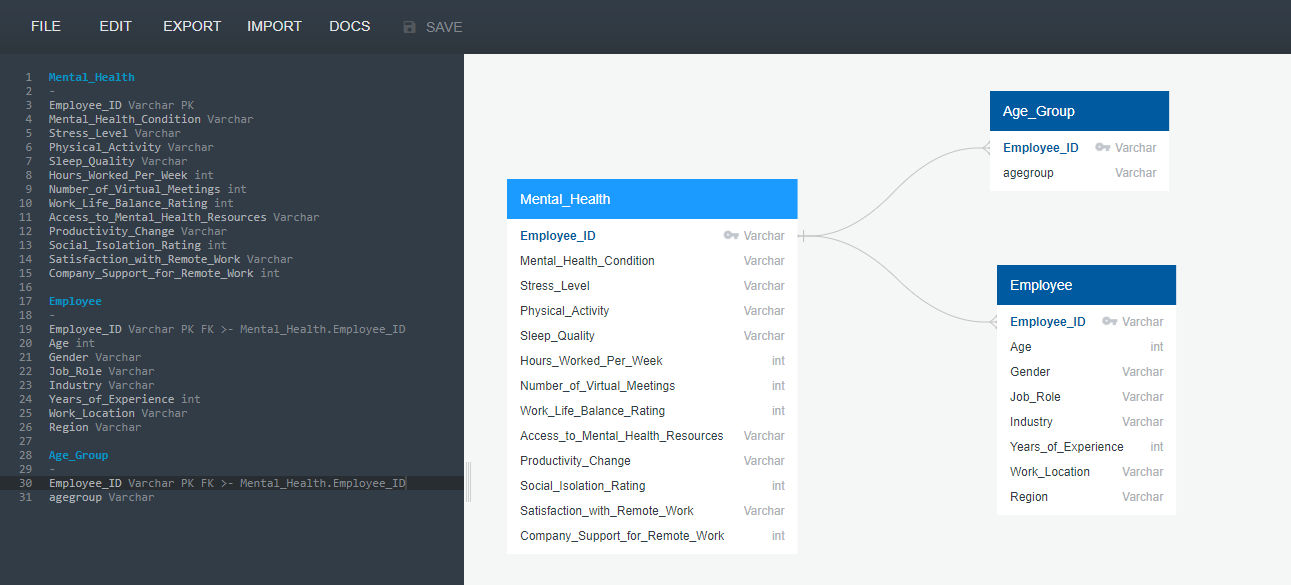 FILE EDIT EXPORT IMPORT DOCS SAVE
1 Mental_Health
2 -
3 Employee_ID Varchar PK
4 Mental_Health_Condition Varchar
5 Stress_Level Varchar
6 Physical_Activity Varchar
7 Sleep_Quality Varchar
8 Hours_Worked_Per_Week int
9 Number_of_Virtual_Meetings int
10 Work_Life_Balance_Rating int
11 Access_to_Mental_Health_Resources Varchar
12 Productivity_Change Varchar
13 Social_Isolation_Rating int
14 Satisfaction_with_Remote_Work Varchar
15 Company_Support_for_Remote_Work int
16
17 Employee
18 -
19 Employee_ID Varchar PK FK >- Mental_Health.Employee_ID
20 Age int
21 Gender Varchar
22 Job_Role Varchar
23 Industry Varchar
24 Years_of_Experience int
25 Work_Location Varchar
26 Region Varchar
27
28 Age_Group
29 -
30 Employee_ID Varchar PK FK >- Mental_Health.Employee_ID
31 agegroup Varchar
Mental_Health
Employee_ID Varchar
Mental_Health_Condition Varchar
Stress_Level Varchar
Physical_Activity Varchar
Sleep_Quality Varchar
Hours_Worked_Per_Week int
Number_of_Virtual_Meetings int
Work_Life_Balance_Rating int
Access_to_Mental_Health_Resources Varchar
Productivity_Change Varchar
Social_Isolation_Rating int
Satisfaction_with_Remote_Work Varchar
Company_Support_for_Remote_Work int
Age_Group
Employee_ID Varchar
agegroup Varchar
Employee
Employee_ID Varchar
Age int
Gender Varchar
Job_Role Varchar
Industry Varchar
Years_of_Experience int
Work_Location Varchar
Region Varchar